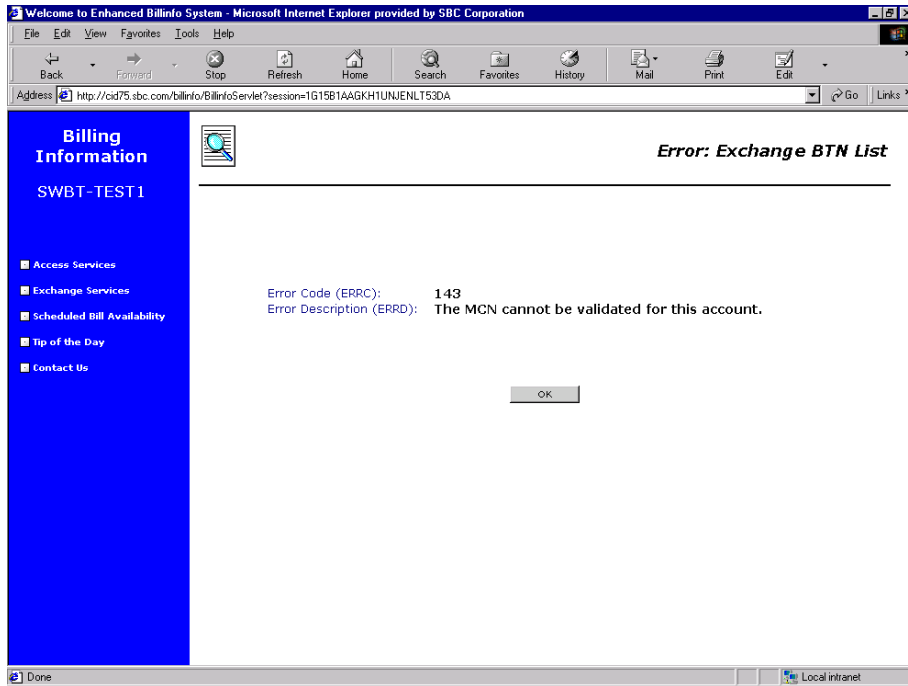 Welcome to Enhanced Billinfo System - Microsoft Internet Explorer provided by SBC Corporation
File Edit View Favorites Tools Help
Back Forward Stop Refresh Home Search Favorites History Mail Print Edit
Address http://cid75.sbc.com/billinfo/BillinfoServlet?session=1G15B1AAGKH1UNJENLT53DA Go Links
Billing
Information
SWBT-TEST1
Error: Exchange BTN List
Access Services
Exchange Services
Scheduled Bill Availability
Tip of the Day
Contact Us
Error Code (ERRC): 143
Error Description (ERRD): The MCN cannot be validated for this account.
OK
Done Local intranet